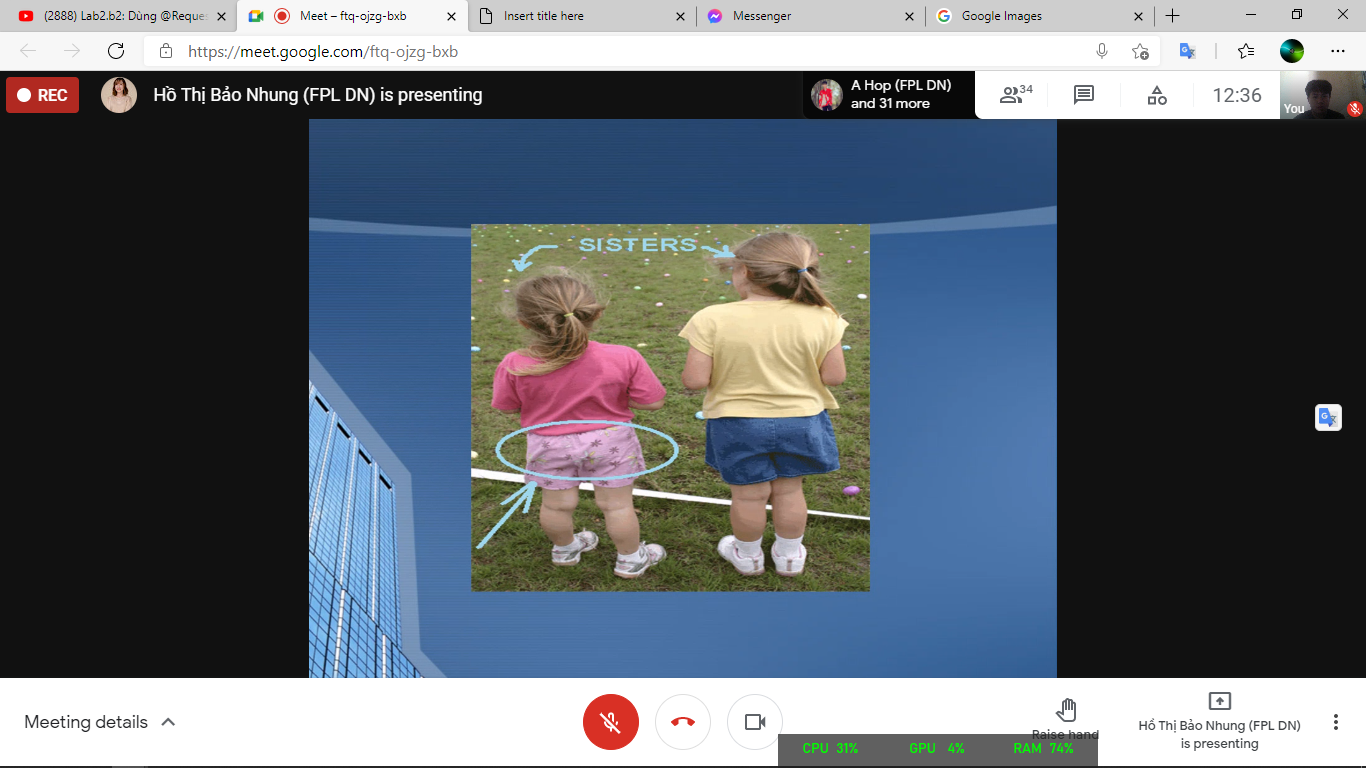 (2888) Lab2.b2: Dùng @Reques
Meet – ftq-ojzg-bxb
Insert title here
Messenger
Google Images
https://meet.google.com/ftq-ojzg-bxb
REC
Hồ Thị Bảo Nhung (FPL DN) is presenting
A Hop (FPL DN)
and 31 more
34
12:36
You
SISTERS
Meeting details
Raise hand
Hồ Thị Bảo Nhung (FPL DN)
is presenting
CPU 31% GPU 4% RAM 74%